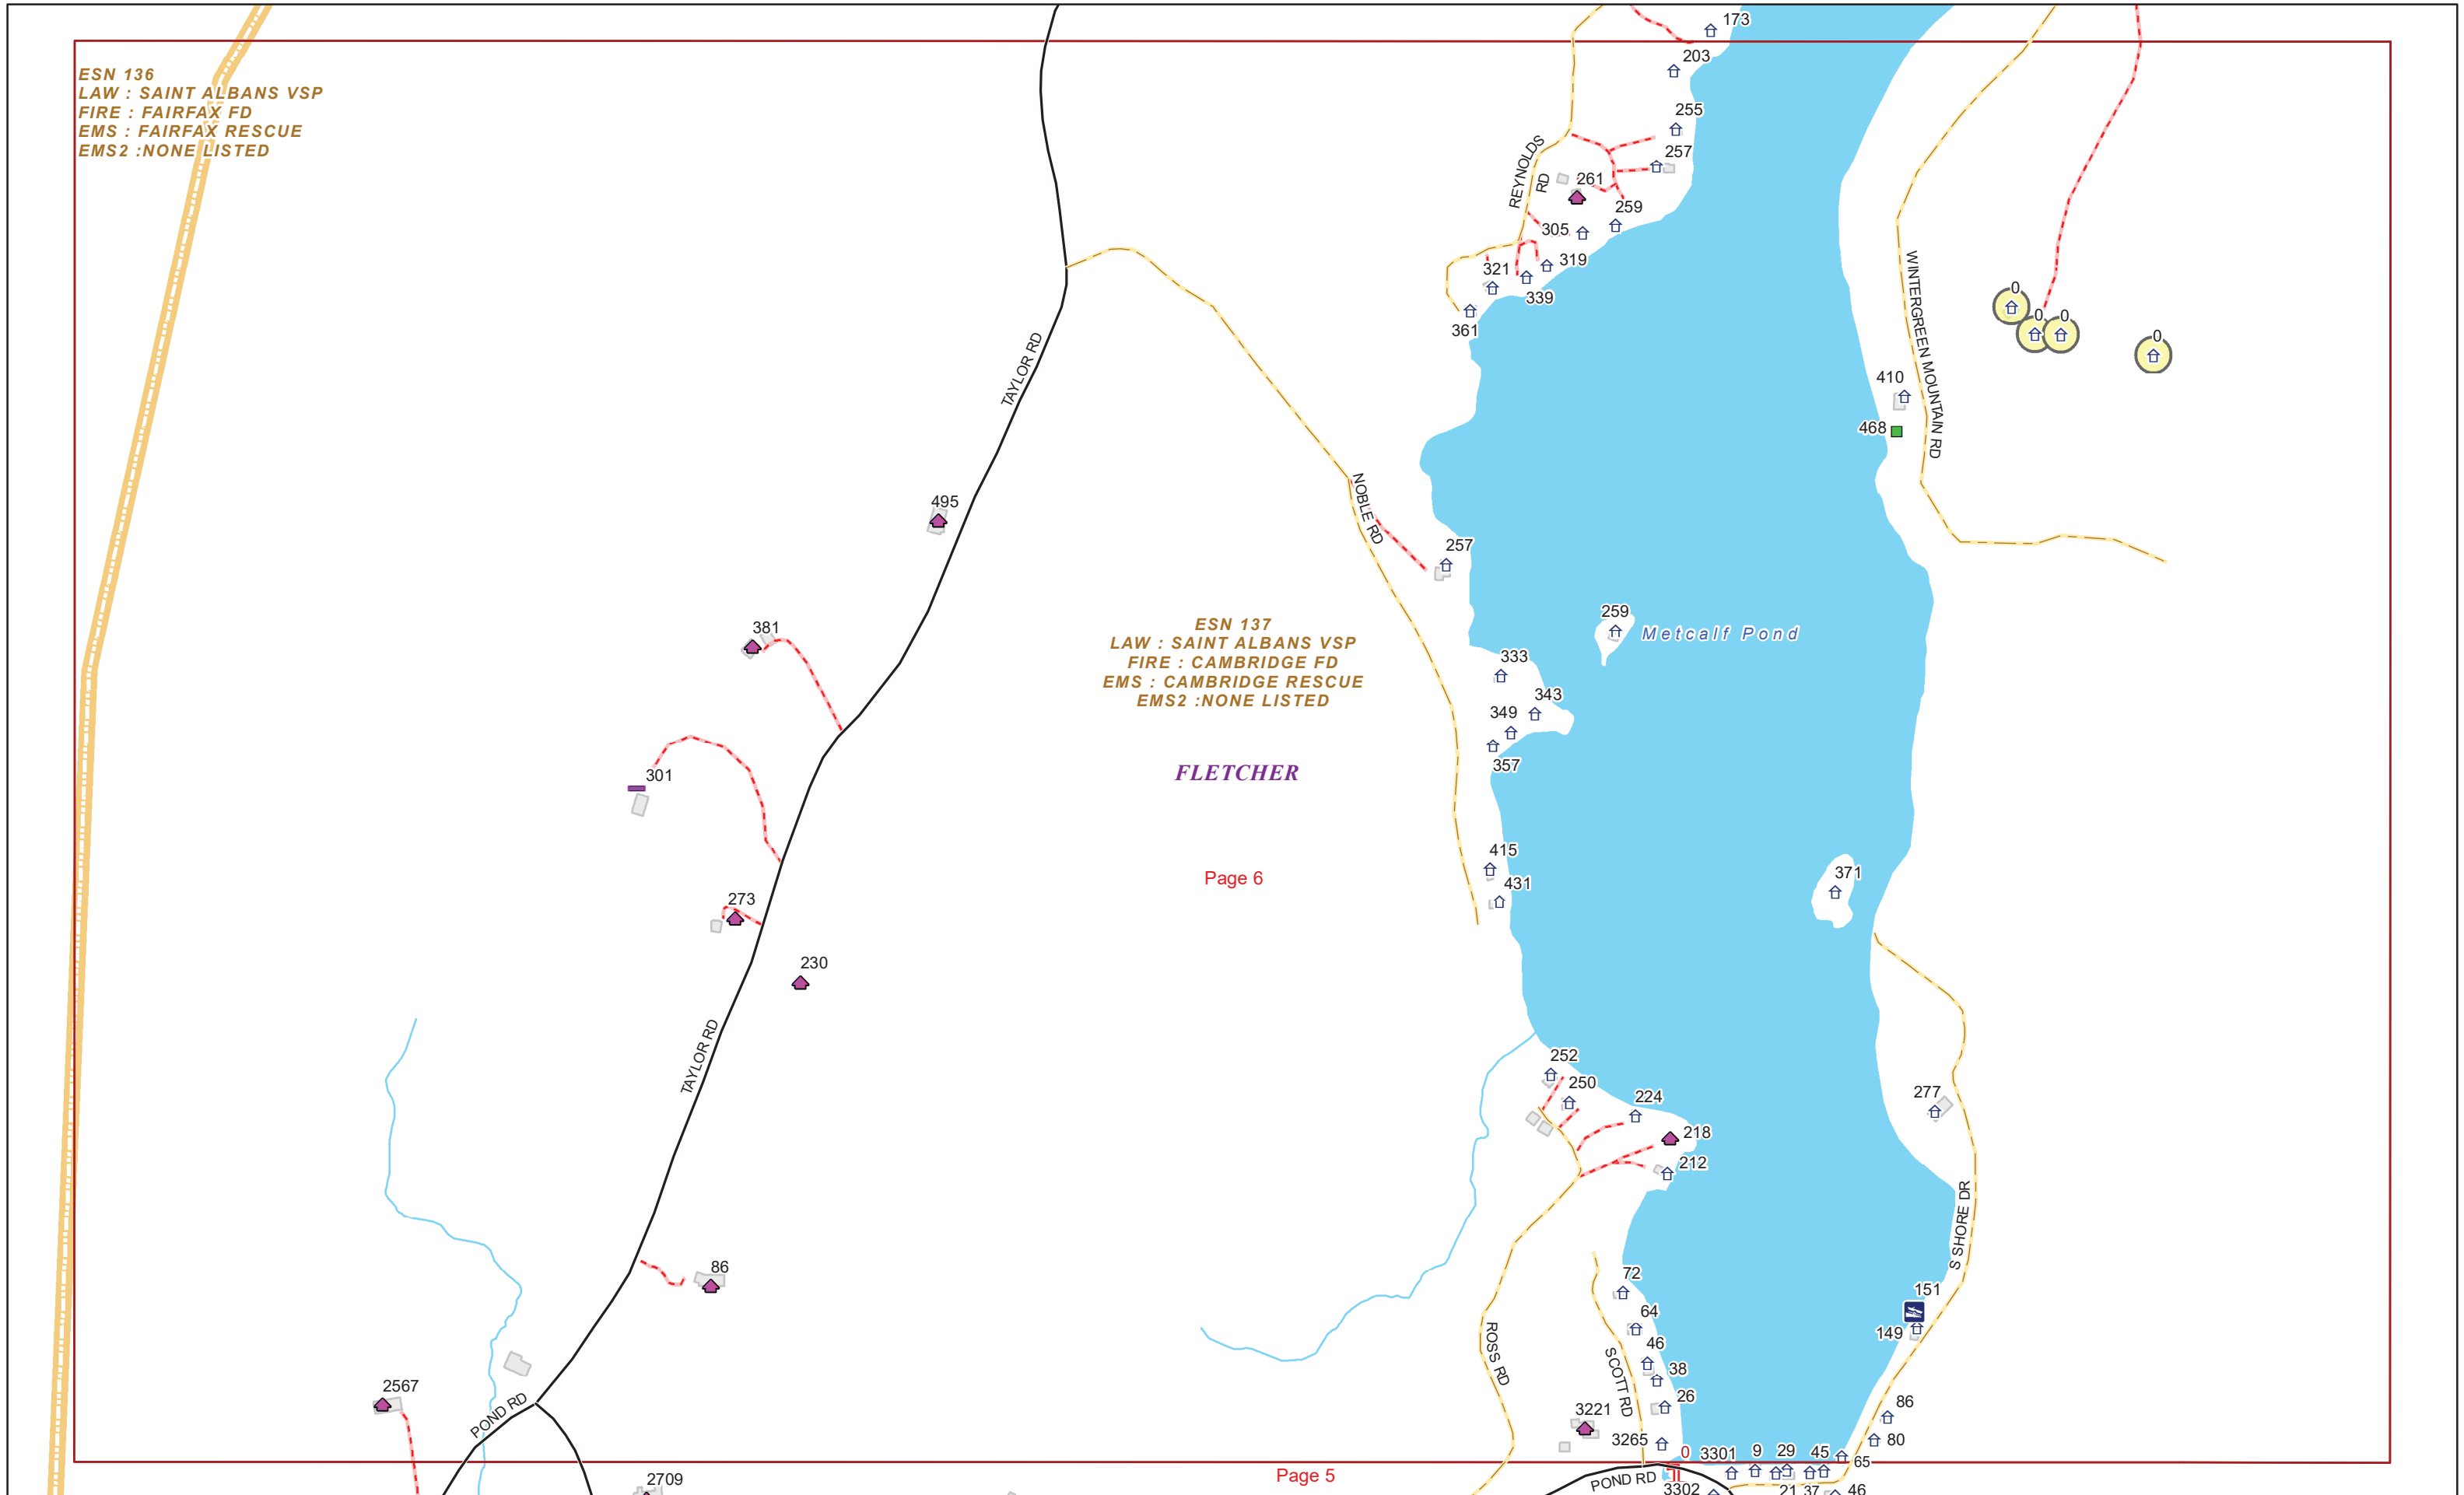 173
203
ESN 136
LAW : SAINT ALBANS VSP
FIRE : FAIRFAX FD
EMS : FAIRFAX RESCUE
EMS2 :NONE LISTED
255
257
REYNOLDS
RD
261
259
305
319
321
339
361
WINTERGREEN MOUNTAIN RD
0
0
0
0
TAYLOR RD
410
468
495
NOBLE RD
257
259
Metcalf Pond
ESN 137
LAW : SAINT ALBANS VSP
FIRE : CAMBRIDGE FD
EMS : CAMBRIDGE RESCUE
EMS2 :NONE LISTED
381
333
343
349
357
FLETCHER
301
415
431
Page 6
371
273
230
TAYLOR RD
252
250
224
218
212
277
S SHORE DR
86
72
64
46
38
26
151
149
ROSS RD
SCOTT RD
2567
POND RD
3221
3265
86
80
0
3301
9
29
45
65
Page 5
POND RD
2709
3302
21
37
46